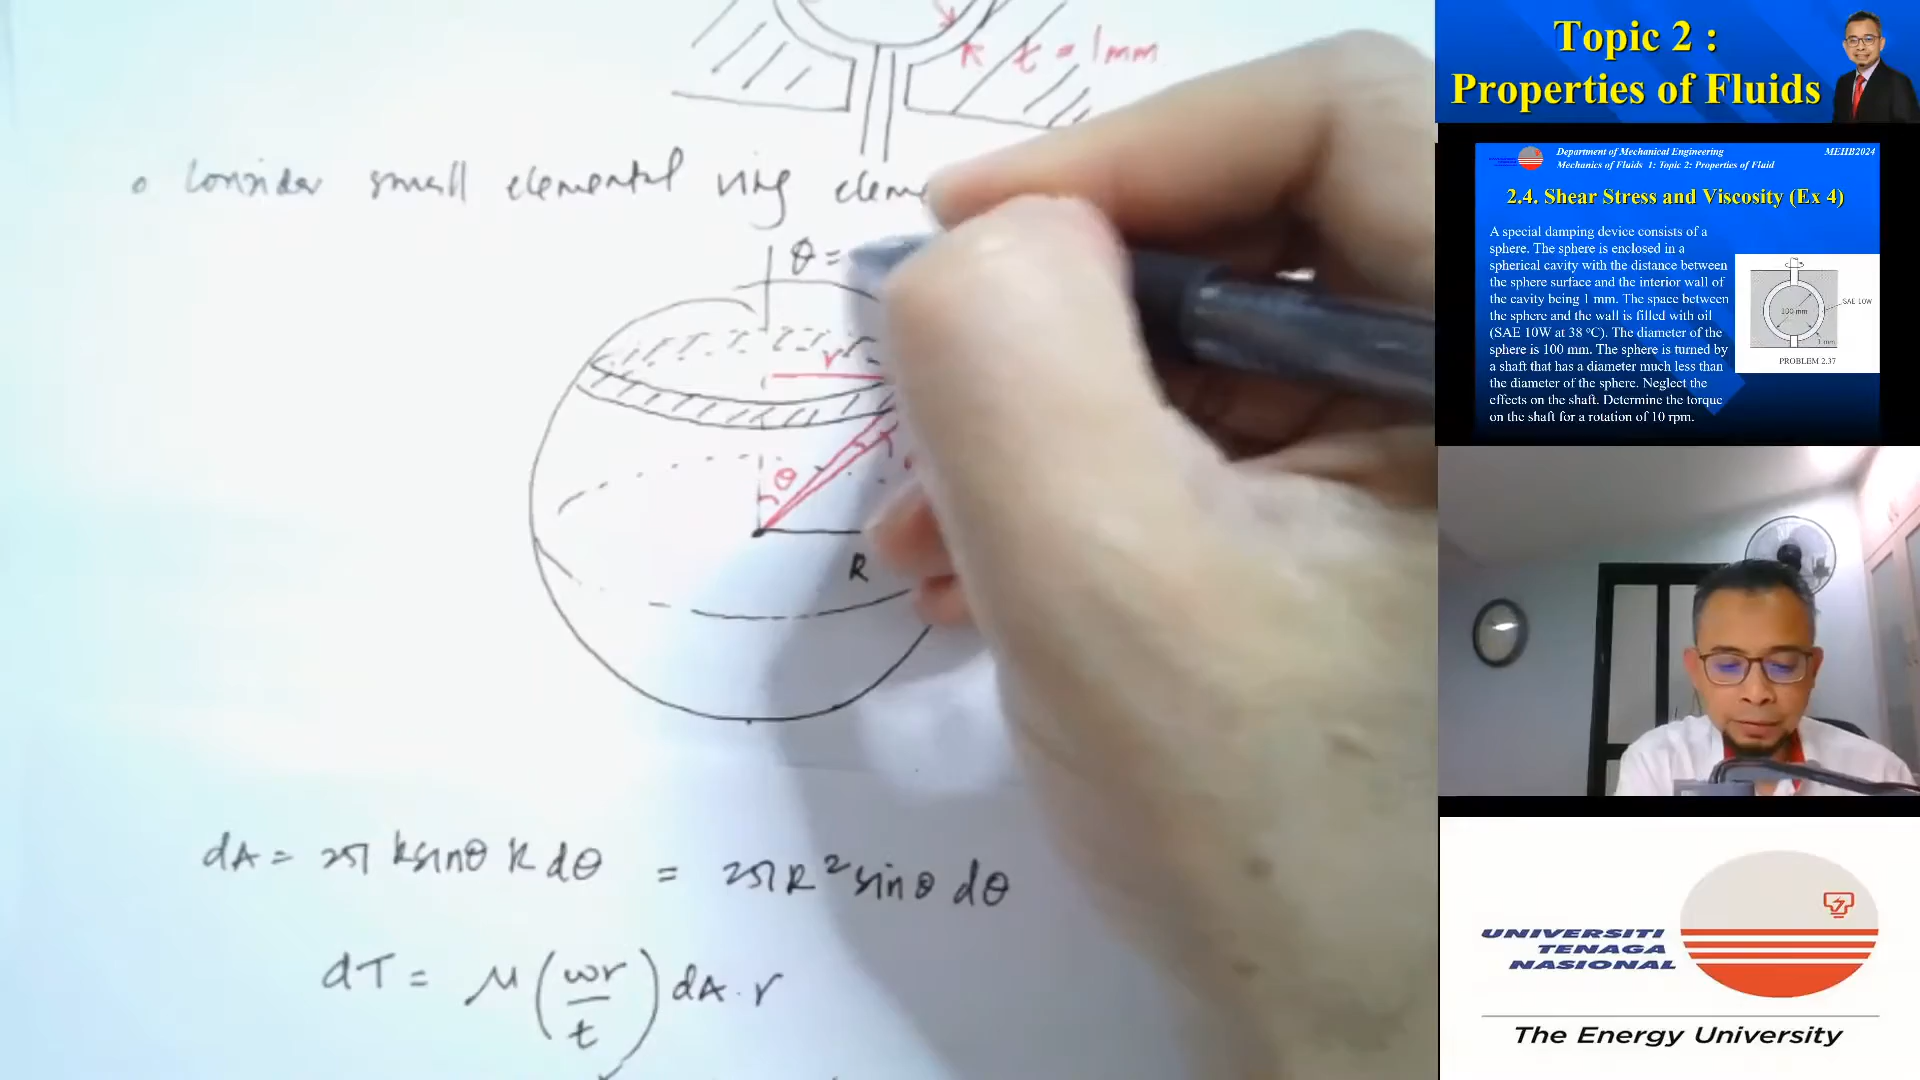 R t = 1mm
o Consider small elemental ring eleme
θ =
r
θ
R
dA = 2π R sinθ R dθ = 2πR² sinθ dθ
dT = μ (ωr/t) dA · r
Topic 2 :
Properties of Fluids
Department of Mechanical Engineering MEHB2024
Mechanics of Fluids 1: Topic 2: Properties of Fluid
2.4. Shear Stress and Viscosity (Ex 4)
A special damping device consists of a
sphere. The sphere is enclosed in a
spherical cavity with the distance between
the sphere surface and the interior wall of
the cavity being 1 mm. The space between
the sphere and the wall is filled with oil
(SAE 10W at 38 °C). The diameter of the
sphere is 100 mm. The sphere is turned by
a shaft that has a diameter much less than
the diameter of the sphere. Neglect the
effects on the shaft. Determine the torque
on the shaft for a rotation of 10 rpm.
SAE 10W
100 mm
1 mm
PROBLEM 2.37
UNIVERSITI
TENAGA
NASIONAL
The Energy University